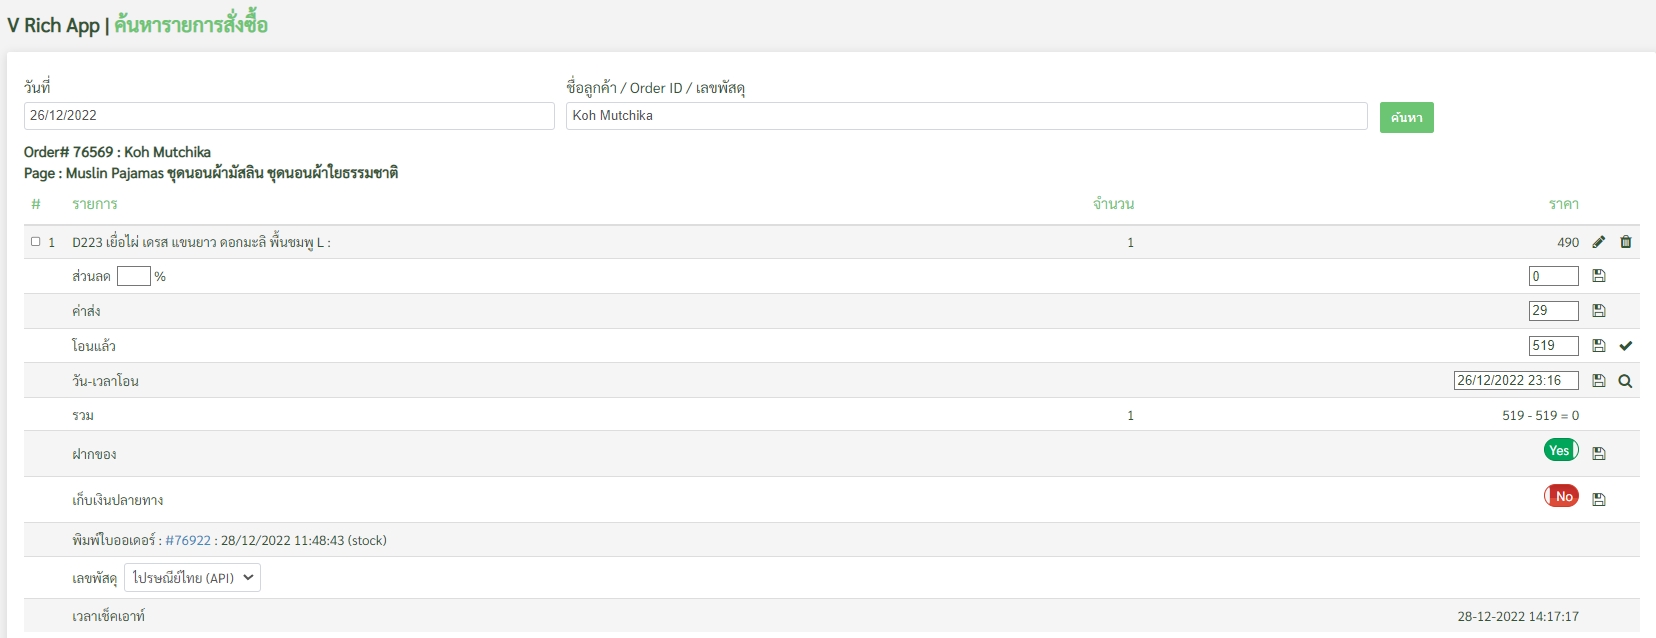 V Rich App | ค้นหารายการสั่งซื้อ
วันที่ ชื่อลูกค้า / Order ID / เลขพัสดุ
26/12/2022 Koh Mutchika ค้นหา
Order# 76569 : Koh Mutchika
Page : Muslin Pajamas ชุดนอนผ้ามัสลิน ชุดนอนผ้าใยธรรมชาติ
# รายการ จำนวน ราคา
1 D223 เยื่อไผ่ เดรส แขนยาว ดอกมะลิ พื้นชมพู L : 1 490
ส่วนลด % 0
ค่าส่ง 29
โอนแล้ว 519
วัน-เวลาโอน 26/12/2022 23:16
รวม 1 519 - 519 = 0
ฝากของ Yes
เก็บเงินปลายทาง No
พิมพ์ใบออเดอร์ : #76922 : 28/12/2022 11:48:43 (stock)
เลขพัสดุ ไปรษณีย์ไทย (API)
เวลาเช็คเอาท์ 28-12-2022 14:17:17